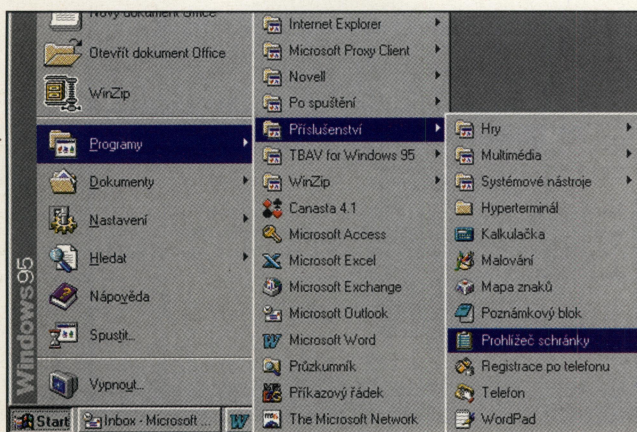 Nový dokument Office
Otevřít dokument Office
WinZip
Programy
Dokumenty
Nastavení
Hledat
Nápověda
Spustit...
Vypnout...
Windows95
Start
Inbox - Microsoft ...
Internet Explorer
Microsoft Proxy Client
Novell
Po spuštění
Příslušenství
TBAV for Windows 95
WinZip
Canasta 4.1
Microsoft Access
Microsoft Excel
Microsoft Exchange
Microsoft Outlook
Microsoft Word
Průzkumník
Příkazový řádek
The Microsoft Network
Hry
Multimédia
Systémové nástroje
Hyperterminál
Kalkulačka
Malování
Mapa znaků
Poznámkový blok
Prohlížeč schránky
Registrace po telefonu
Telefon
WordPad